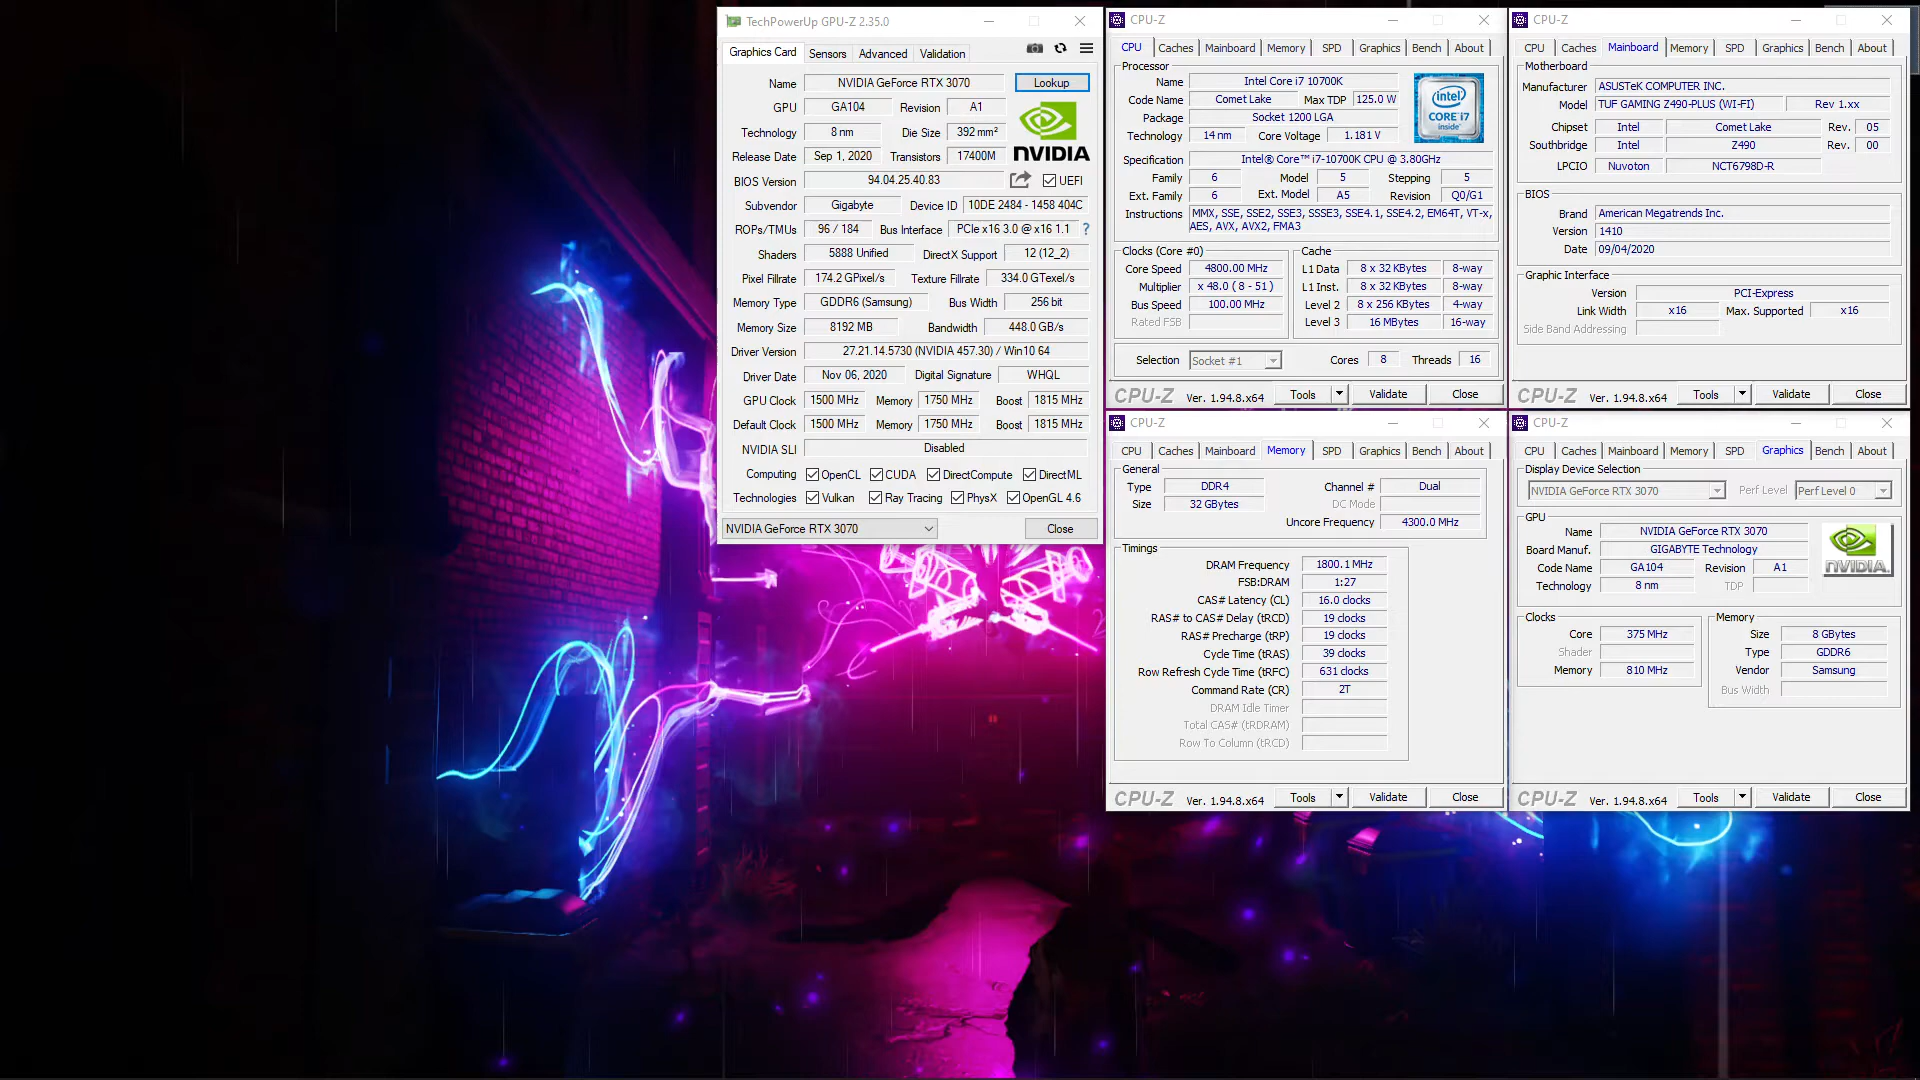 TechPowerUp GPU-Z 2.35.0
Graphics Card Sensors Advanced Validation
Name NVIDIA GeForce RTX 3070 Lookup
GPU GA104 Revision A1
Technology 8 nm Die Size 392 mm²
Release Date Sep 1, 2020 Transistors 17400M
NVIDIA
BIOS Version 94.04.25.40.83 UEFI
Subvendor Gigabyte Device ID 10DE 2484 - 1458 404C
ROPs/TMUs 96 / 184 Bus Interface PCIe x16 3.0 @ x16 1.1 ?
Shaders 5888 Unified DirectX Support 12 (12_2)
Pixel Fillrate 174.2 GPixel/s Texture Fillrate 334.0 GTexel/s
Memory Type GDDR6 (Samsung) Bus Width 256 bit
Memory Size 8192 MB Bandwidth 448.0 GB/s
Driver Version 27.21.14.5730 (NVIDIA 457.30) / Win10 64
Driver Date Nov 06, 2020 Digital Signature WHQL
GPU Clock 1500 MHz Memory 1750 MHz Boost 1815 MHz
Default Clock 1500 MHz Memory 1750 MHz Boost 1815 MHz
NVIDIA SLI Disabled
Computing OpenCL CUDA DirectCompute DirectML
Technologies Vulkan Ray Tracing PhysX OpenGL 4.6
NVIDIA GeForce RTX 3070 Close
CPU-Z
CPU Caches Mainboard Memory SPD Graphics Bench About
Processor
Name Intel Core i7 10700K
Code Name Comet Lake Max TDP 125.0 W
Package Socket 1200 LGA
Technology 14 nm Core Voltage 1.181 V
intel CORE i7 inside
Specification Intel® Core™ i7-10700K CPU @ 3.80GHz
Family 6 Model 5 Stepping 5
Ext. Family 6 Ext. Model A5 Revision Q0/G1
Instructions MMX, SSE, SSE2, SSE3, SSSE3, SSE4.1, SSE4.2, EM64T, VT-x,
AES, AVX, AVX2, FMA3
Clocks (Core #0)
Core Speed 4800.00 MHz
Multiplier x 48.0 ( 8 - 51 )
Bus Speed 100.00 MHz
Rated FSB
Cache
L1 Data 8 x 32 KBytes 8-way
L1 Inst. 8 x 32 KBytes 8-way
Level 2 8 x 256 KBytes 4-way
Level 3 16 MBytes 16-way
Selection Socket #1 Cores 8 Threads 16
CPU-Z Ver. 1.94.8.x64 Tools Validate Close
CPU-Z
CPU Caches Mainboard Memory SPD Graphics Bench About
Motherboard
Manufacturer ASUSTeK COMPUTER INC.
Model TUF GAMING Z490-PLUS (WI-FI) Rev 1.xx
Chipset Intel Comet Lake Rev. 05
Southbridge Intel Z490 Rev. 00
LPCIO Nuvoton NCT6798D-R
BIOS
Brand American Megatrends Inc.
Version 1410
Date 09/04/2020
Graphic Interface
Version PCI-Express
Link Width x16 Max. Supported x16
Side Band Addressing
CPU-Z Ver. 1.94.8.x64 Tools Validate Close
CPU-Z
CPU Caches Mainboard Memory SPD Graphics Bench About
General
Type DDR4 Channel # Dual
Size 32 GBytes DC Mode
Uncore Frequency 4300.0 MHz
Timings
DRAM Frequency 1800.1 MHz
FSB:DRAM 1:27
CAS# Latency (CL) 16.0 clocks
RAS# to CAS# Delay (tRCD) 19 clocks
RAS# Precharge (tRP) 19 clocks
Cycle Time (tRAS) 39 clocks
Row Refresh Cycle Time (tRFC) 631 clocks
Command Rate (CR) 2T
DRAM Idle Timer
Total CAS# (tRDRAM)
Row To Column (tRCD)
CPU-Z Ver. 1.94.8.x64 Tools Validate Close
CPU-Z
CPU Caches Mainboard Memory SPD Graphics Bench About
Display Device Selection
NVIDIA GeForce RTX 3070 Perf Level Perf Level 0
GPU
Name NVIDIA GeForce RTX 3070
Board Manuf. GIGABYTE Technology
Code Name GA104 Revision A1
Technology 8 nm TDP
NVIDIA.
Clocks
Core 375 MHz
Shader
Memory 810 MHz
Memory
Size 8 GBytes
Type GDDR6
Vendor Samsung
Bus Width
CPU-Z Ver. 1.94.8.x64 Tools Validate Close